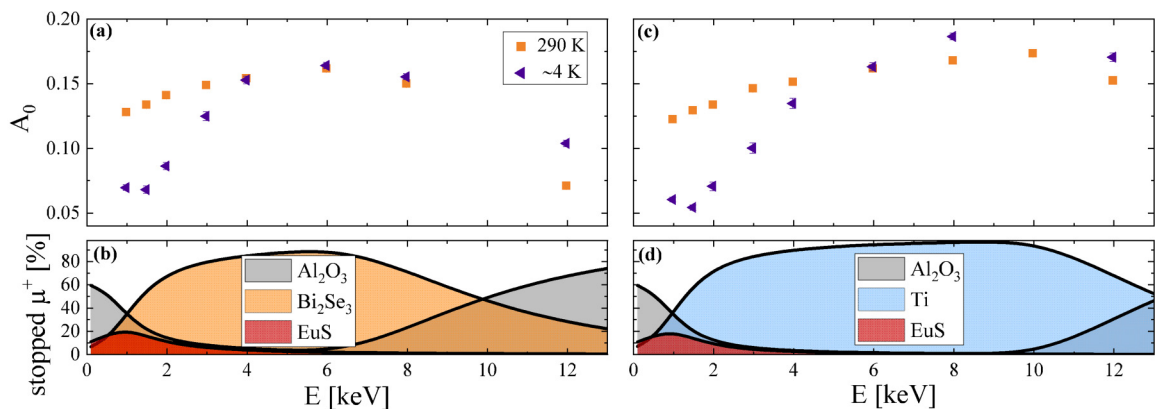 (a)
290 K
~4 K
0.20
0.15
0.10
0.05
A₀
(c)
(b)
Al₂O₃
Bi₂Se₃
EuS
stopped μ⁺ [%]
80
60
40
20
0
0 2 4 6 8 10 12
E [keV]
(d)
Al₂O₃
Ti
EuS
0 2 4 6 8 10 12
E [keV]